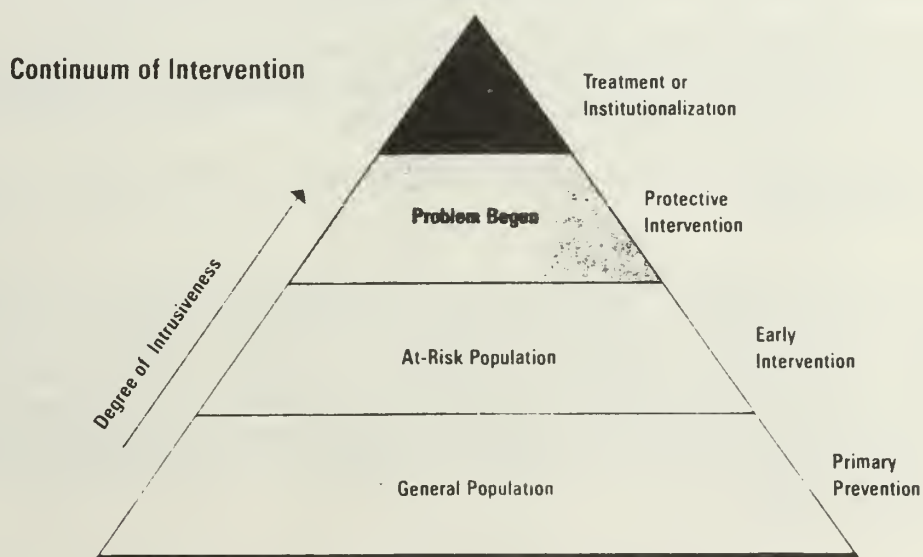 Continuum of Intervention
Treatment or
Institutionalization
Problem Began
Protective
Intervention
Degree of Intrusiveness
At-Risk Population
Early
Intervention
General Population
Primary
Prevention